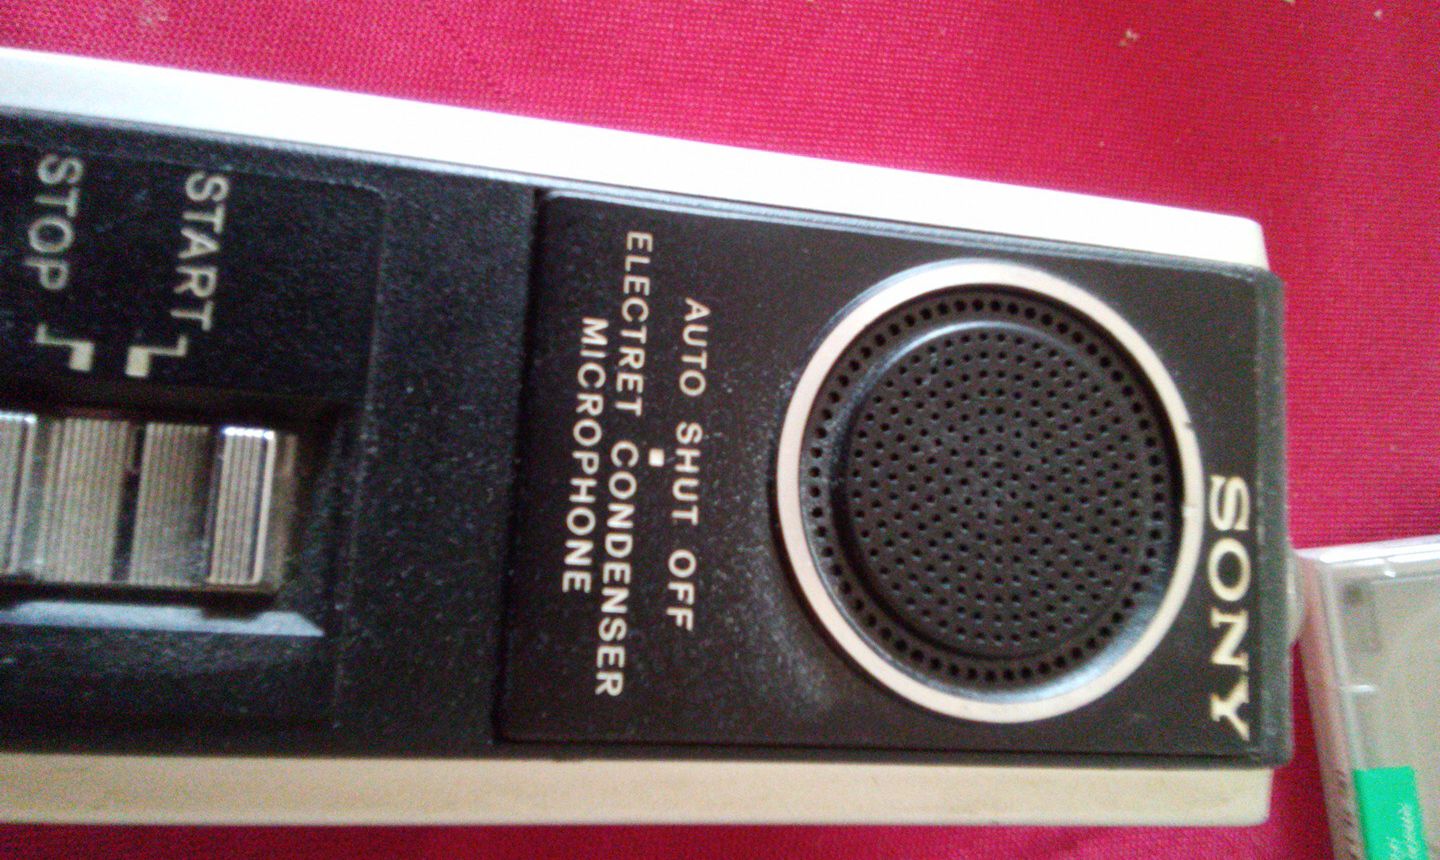 SONY
AUTO SHUT OFF
ELECTRET CONDENSER
MICROPHONE
START
STOP